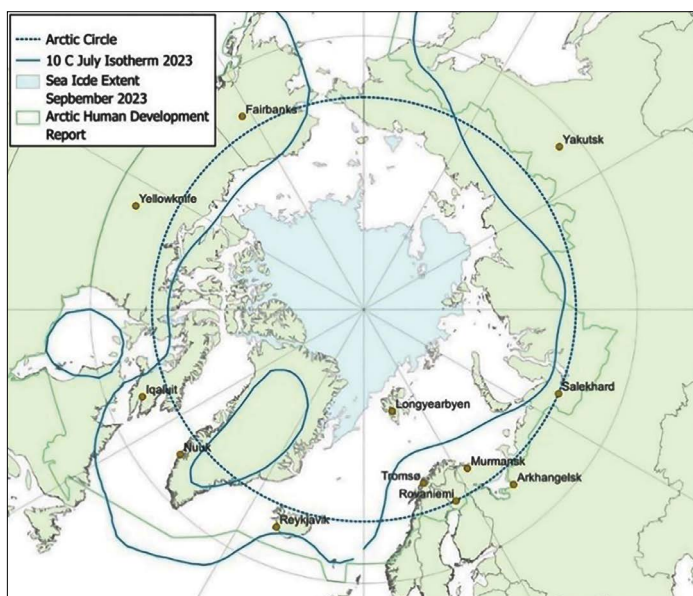 Arctic Circle
10 C July Isotherm 2023
Sea Icde Extent
Sepember 2023
Arctic Human Development
Report
Fairbanks
Yakutsk
Yellowknife
Iqaluit
Salekhard
Longyearbyen
Nuuk
Murmansk
Tromsø
Arkhangelsk
Rovaniemi
Reykjavik